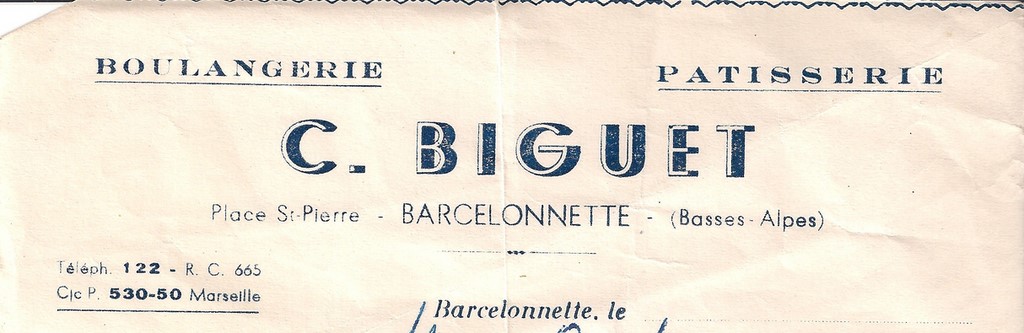 BOULANGERIE PATISSERIE
C. BIGUET
Place St-Pierre - BARCELONNETTE - (Basses-Alpes)
Téléph. 122 - R. C. 665
C/c P. 530-50 Marseille
Barcelonnette, le